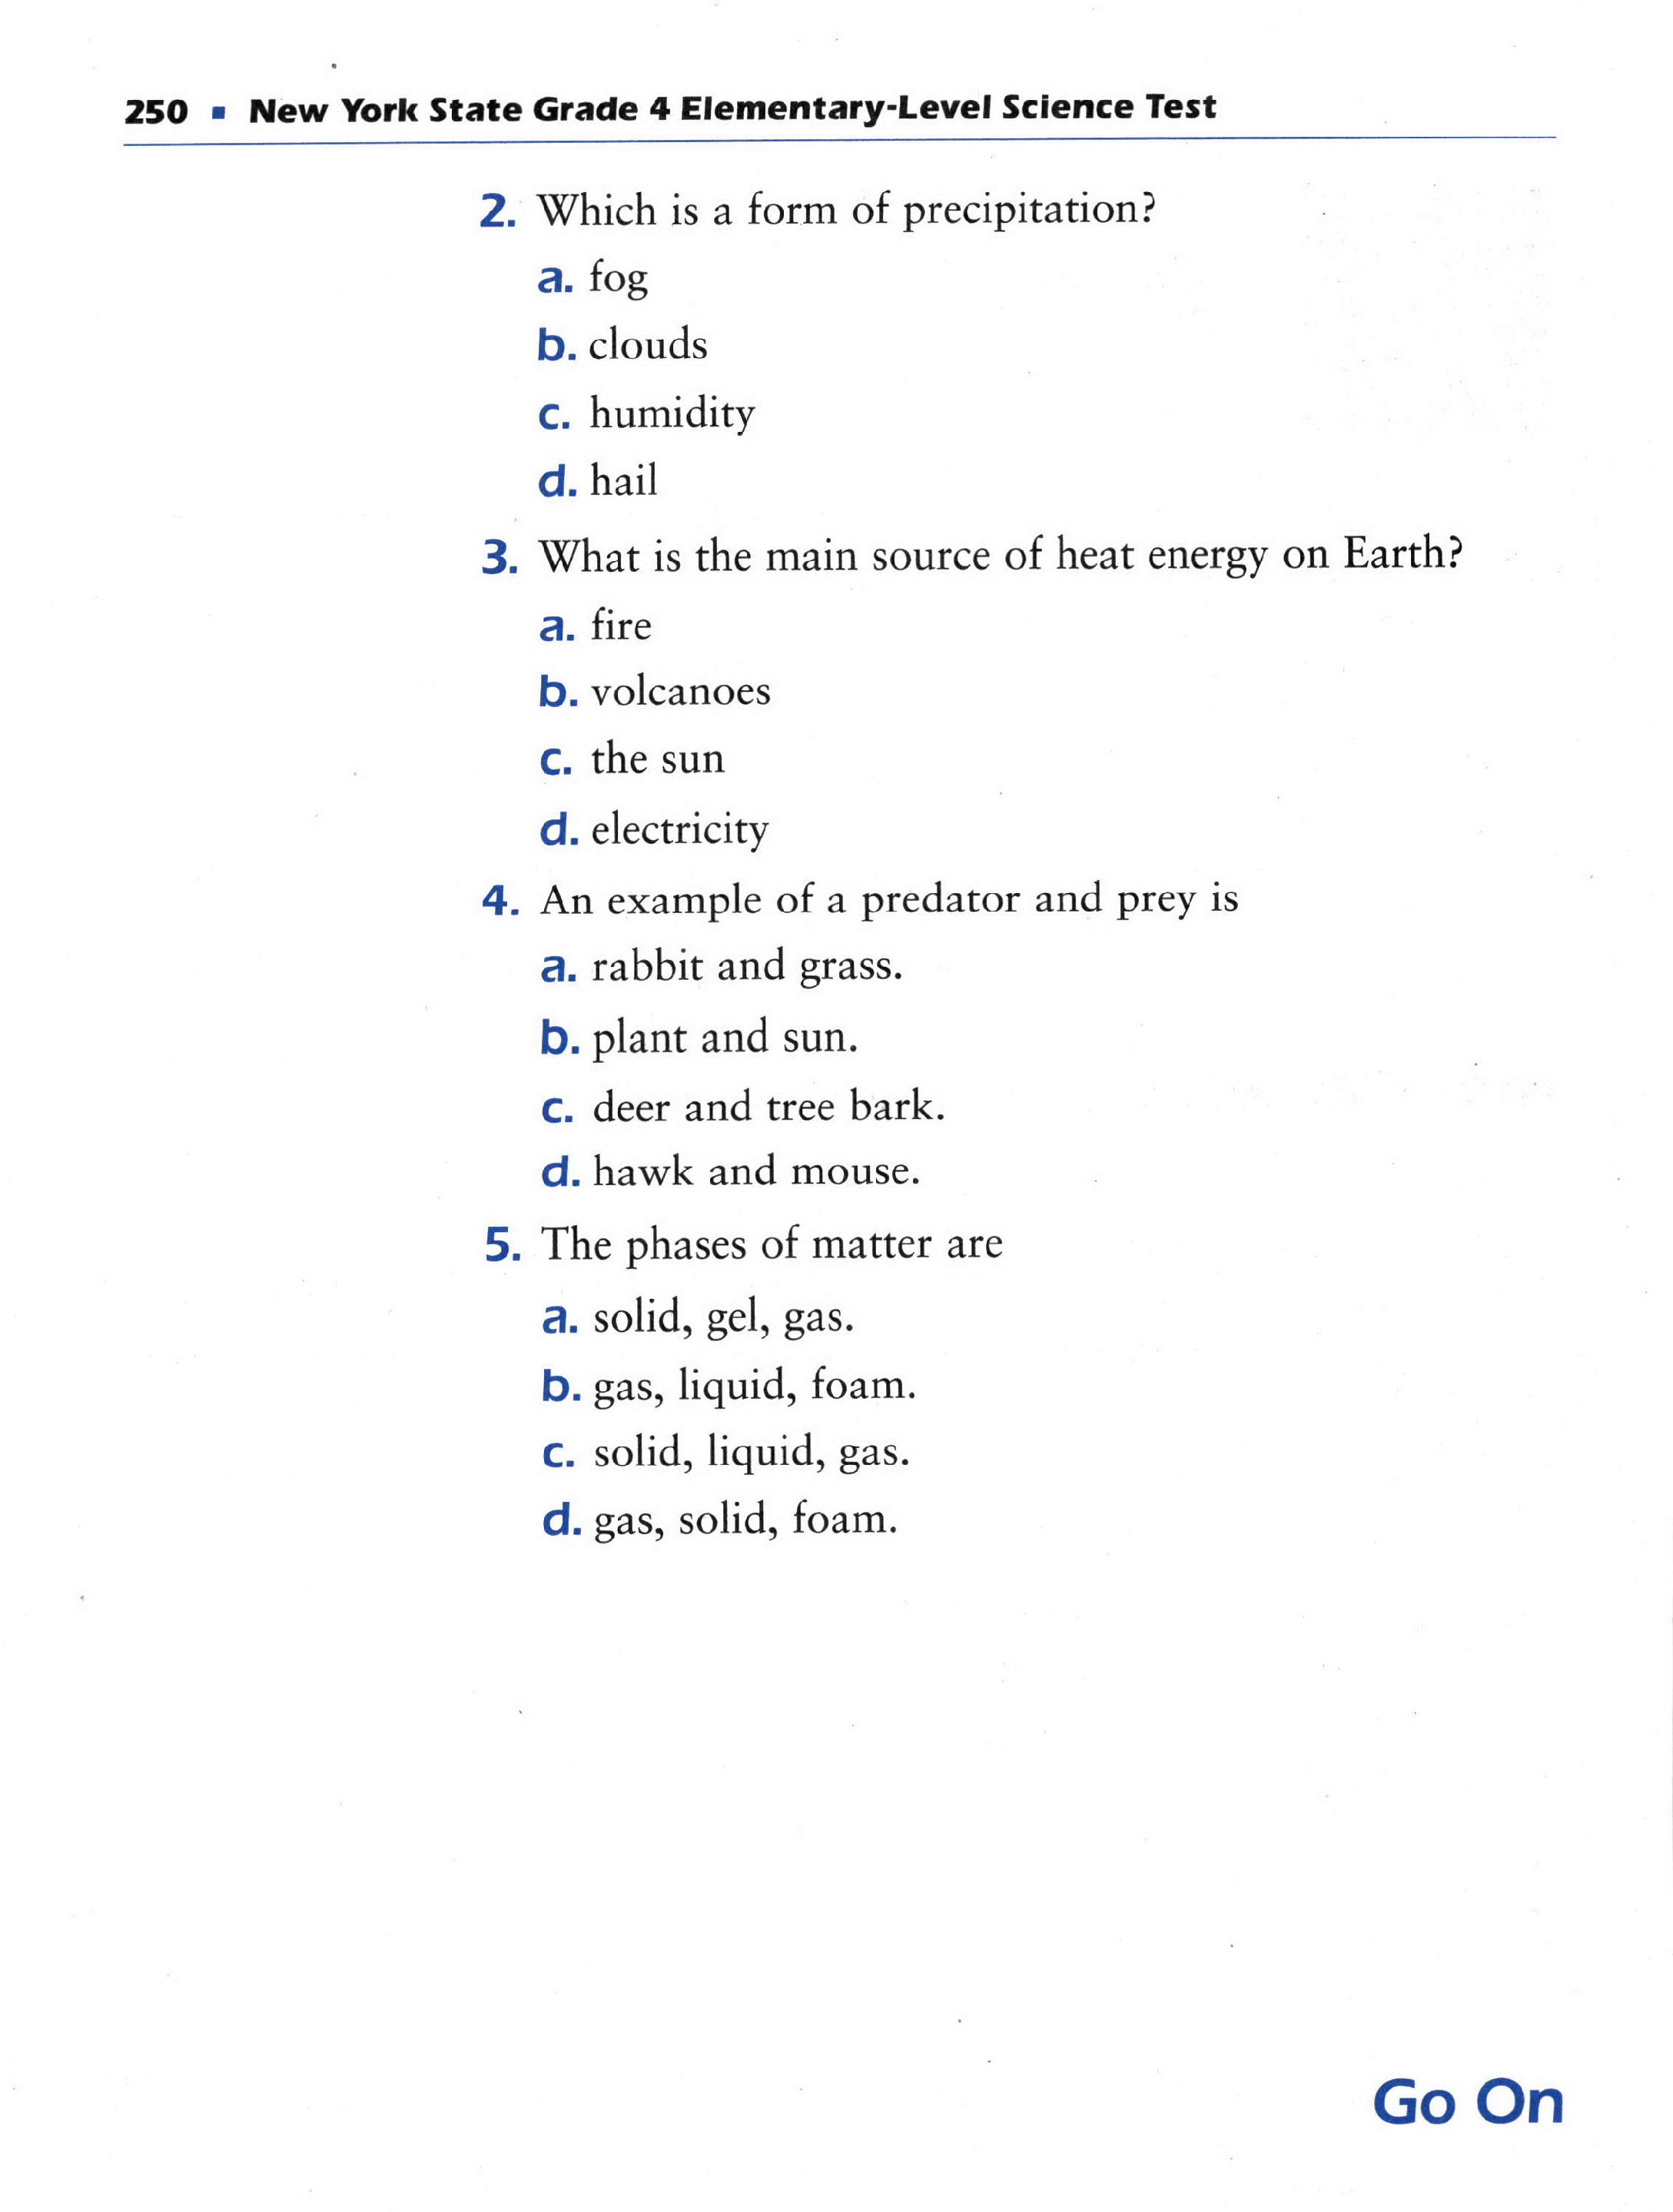 250 ▪ New York State Grade 4 Elementary-Level Science Test
2. Which is a form of precipitation?
a. fog
b. clouds
c. humidity
d. hail
3. What is the main source of heat energy on Earth?
a. fire
b. volcanoes
c. the sun
d. electricity
4. An example of a predator and prey is
a. rabbit and grass.
b. plant and sun.
c. deer and tree bark.
d. hawk and mouse.
5. The phases of matter are
a. solid, gel, gas.
b. gas, liquid, foam.
c. solid, liquid, gas.
d. gas, solid, foam.
Go On